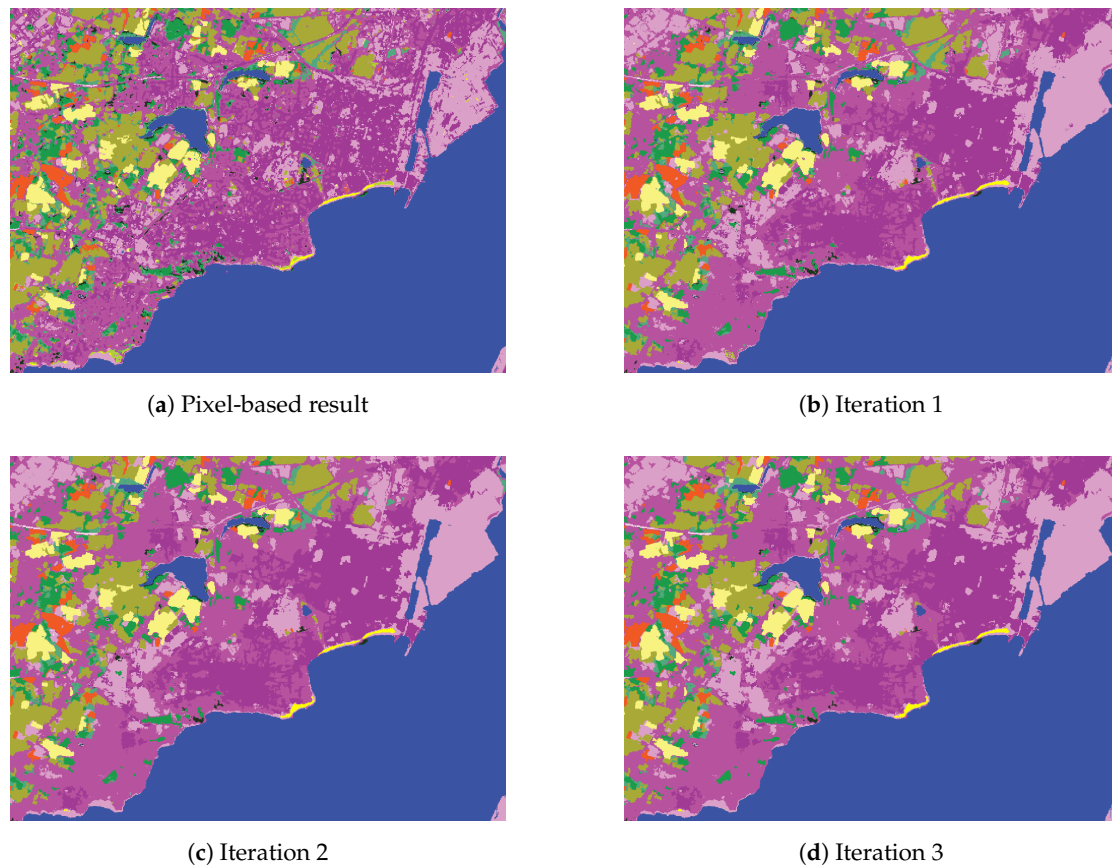 (a) Pixel-based result
(b) Iteration 1
(c) Iteration 2
(d) Iteration 3